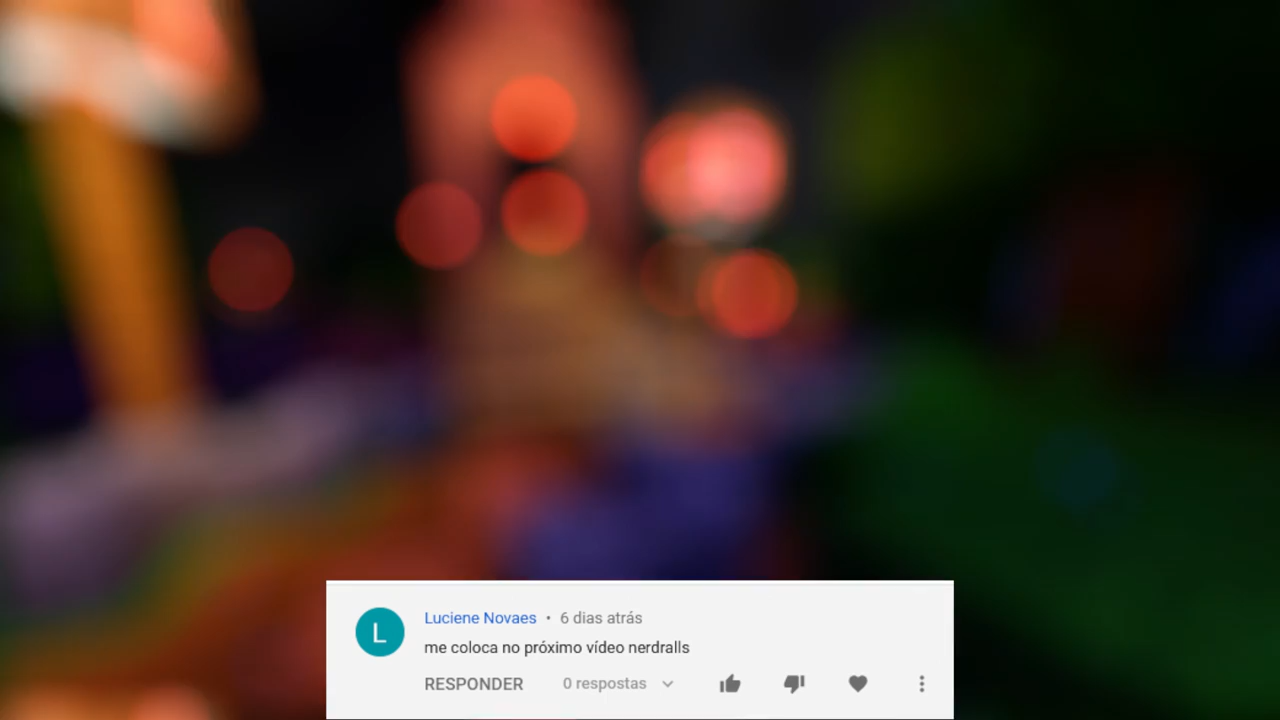 L
Luciene Novaes • 6 dias atrás
me coloca no próximo vídeo nerdralls
RESPONDER 0 respostas